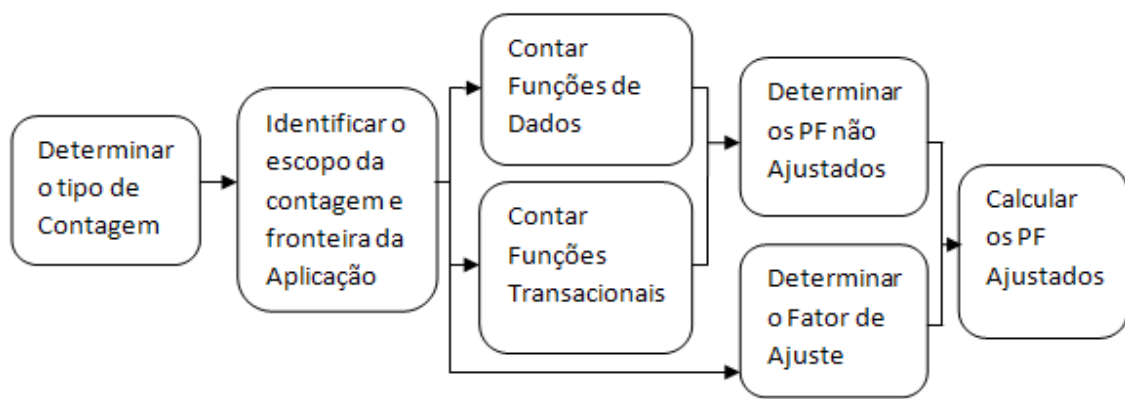 Determinar
o tipo de
Contagem
Identificar o
escopo da
contagem e
fronteira da
Aplicação
Contar
Funções de
Dados
Contar
Funções
Transacionais
Determinar
os PF não
Ajustados
Determinar
o Fator de
Ajuste
Calcular
os PF
Ajustados